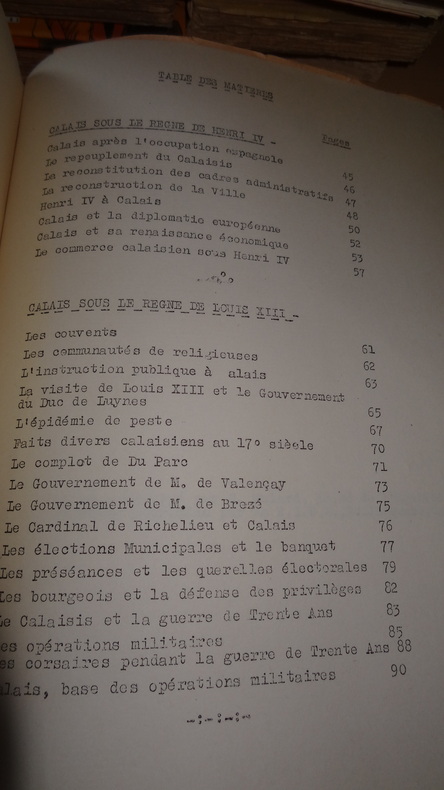 TABLE DES MATIERES
CALAIS SOUS LE REGNE DE HENRI IV - Pages
Calais après l'occupation espagnole 45
Le repeuplement du Calaisis 46
La reconstitution des cadres administratifs 47
La reconstruction de la Ville 48
Henri IV à Calais 50
Calais et la diplomatie européenne 52
Calais et sa renaissance économique 53
Le commerce calaisien sous Henri IV 57
CALAIS SOUS LE REGNE DE LOUIS XIII -
Les couvents 61
Les communautés de religieuses 62
L'instruction publique à alais 63
La visite de Louis XIII et le Gouvernement
du Duc de Luynes 65
L'épidémie de peste 67
Faits divers calaisiens au 17° siècle 70
Le complot de Du Parc 71
Le Gouvernement de M. de Valençay 73
Le Gouvernement de M. de Brezé 75
Le Cardinal de Richelieu et Calais 76
Les élections Municipales et le banquet 77
Les préséances et les querelles électorales 79
Les bourgeois et la défense des privilèges 82
Le Calaisis et la guerre de Trente Ans 83
es opérations militaires 85
es corsaires pendant la guerre de Trente Ans 88
alais, base des opérations militaires 90